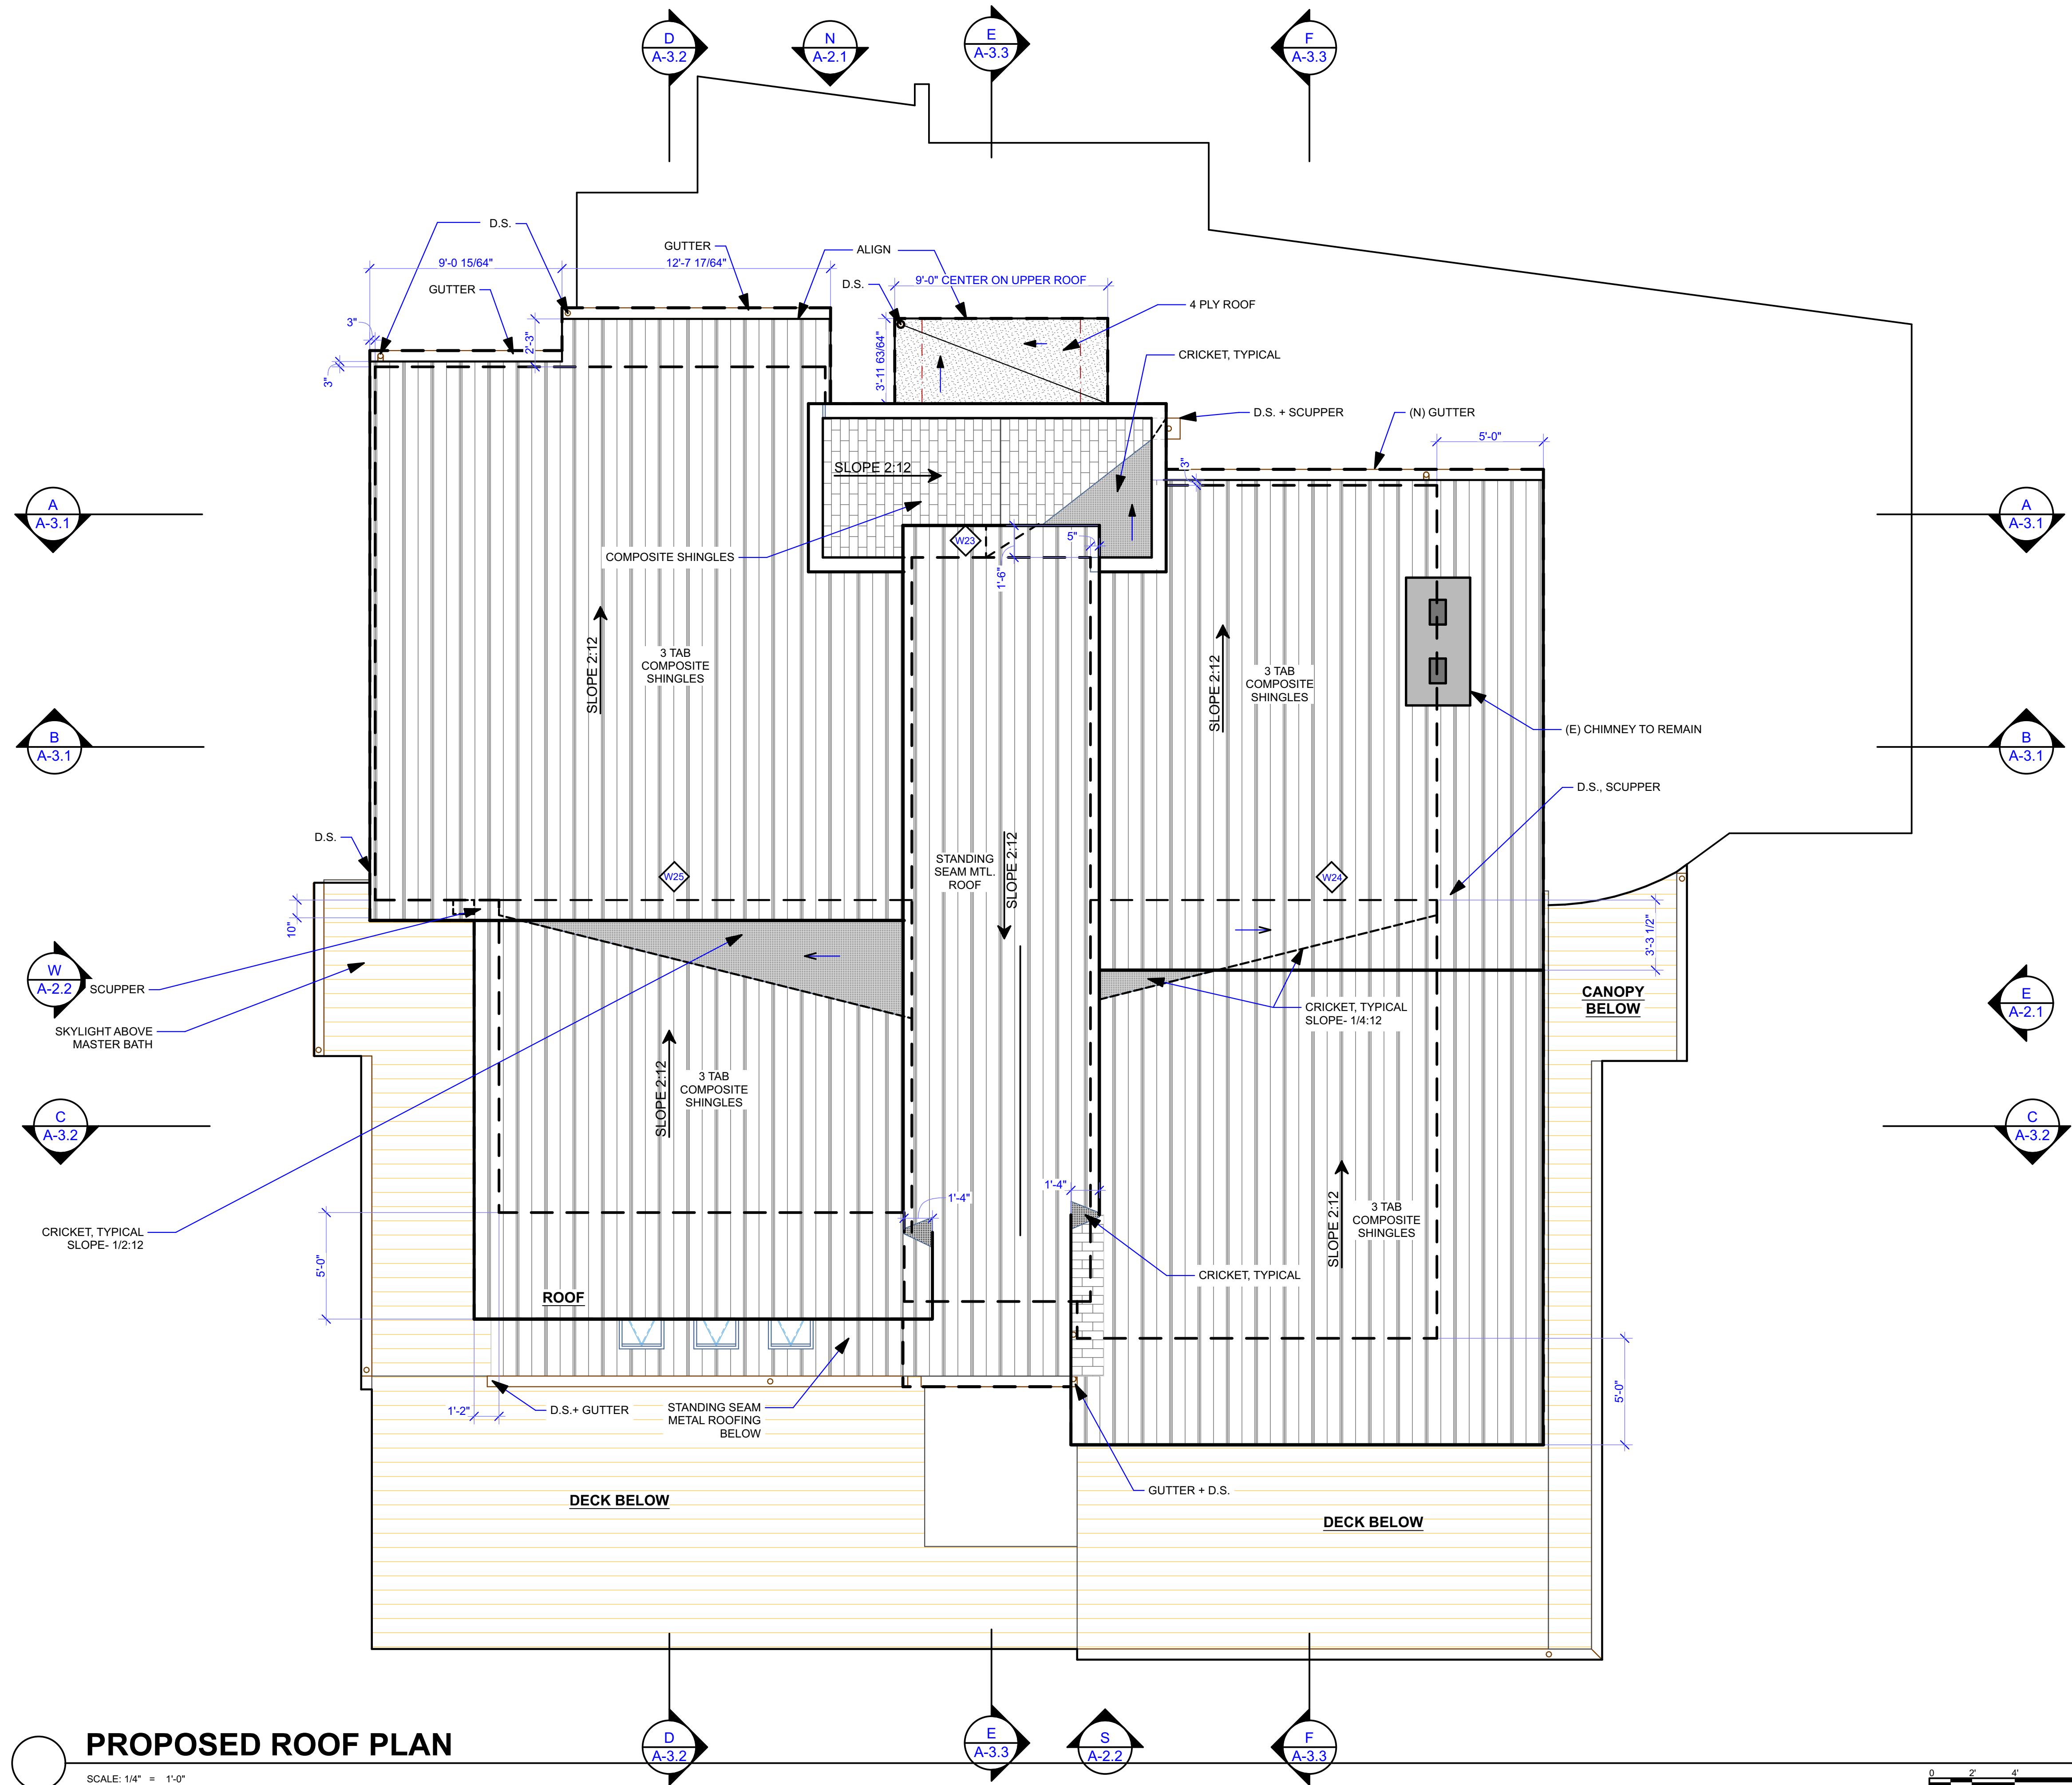 D
A-3.2
N
A-2.1
E
A-3.3
F
A-3.3
D.S.
GUTTER
ALIGN
9'-0 15/64"
12'-7 17/64"
D.S.
9'-0" CENTER ON UPPER ROOF
GUTTER
4 PLY ROOF
3"
2'-3"
3'-11 63/64"
CRICKET, TYPICAL
3"
D.S. + SCUPPER
(N) GUTTER
5'-0"
SLOPE 2:12
3"
A
A-3.1
A
A-3.1
W23
5"
COMPOSITE SHINGLES
1'-6"
SLOPE 2:12
3 TAB
COMPOSITE
SHINGLES
SLOPE 2:12
3 TAB
COMPOSITE
SHINGLES
B
A-3.1
(E) CHIMNEY TO REMAIN
B
A-3.1
D.S., SCUPPER
D.S.
STANDING
SEAM MTL.
ROOF
SLOPE 2:12
W25
W24
10"
3'-3 1/2"
W
A-2.2
SCUPPER
CANOPY
BELOW
E
A-2.1
CRICKET, TYPICAL
SLOPE- 1/4:12
SKYLIGHT ABOVE
MASTER BATH
SLOPE 2:12
3 TAB
COMPOSITE
SHINGLES
C
A-3.2
C
A-3.2
1'-4"
1'-4"
SLOPE 2:12
3 TAB
COMPOSITE
SHINGLES
CRICKET, TYPICAL
SLOPE- 1/2:12
5'-0"
CRICKET, TYPICAL
ROOF
5'-0"
1'-2"
D.S.+ GUTTER
STANDING SEAM
METAL ROOFING
BELOW
GUTTER + D.S.
DECK BELOW
DECK BELOW
D
A-3.2
E
A-3.3
S
A-2.2
F
A-3.3
PROPOSED ROOF PLAN
SCALE: 1/4" = 1'-0"
0 2' 4'